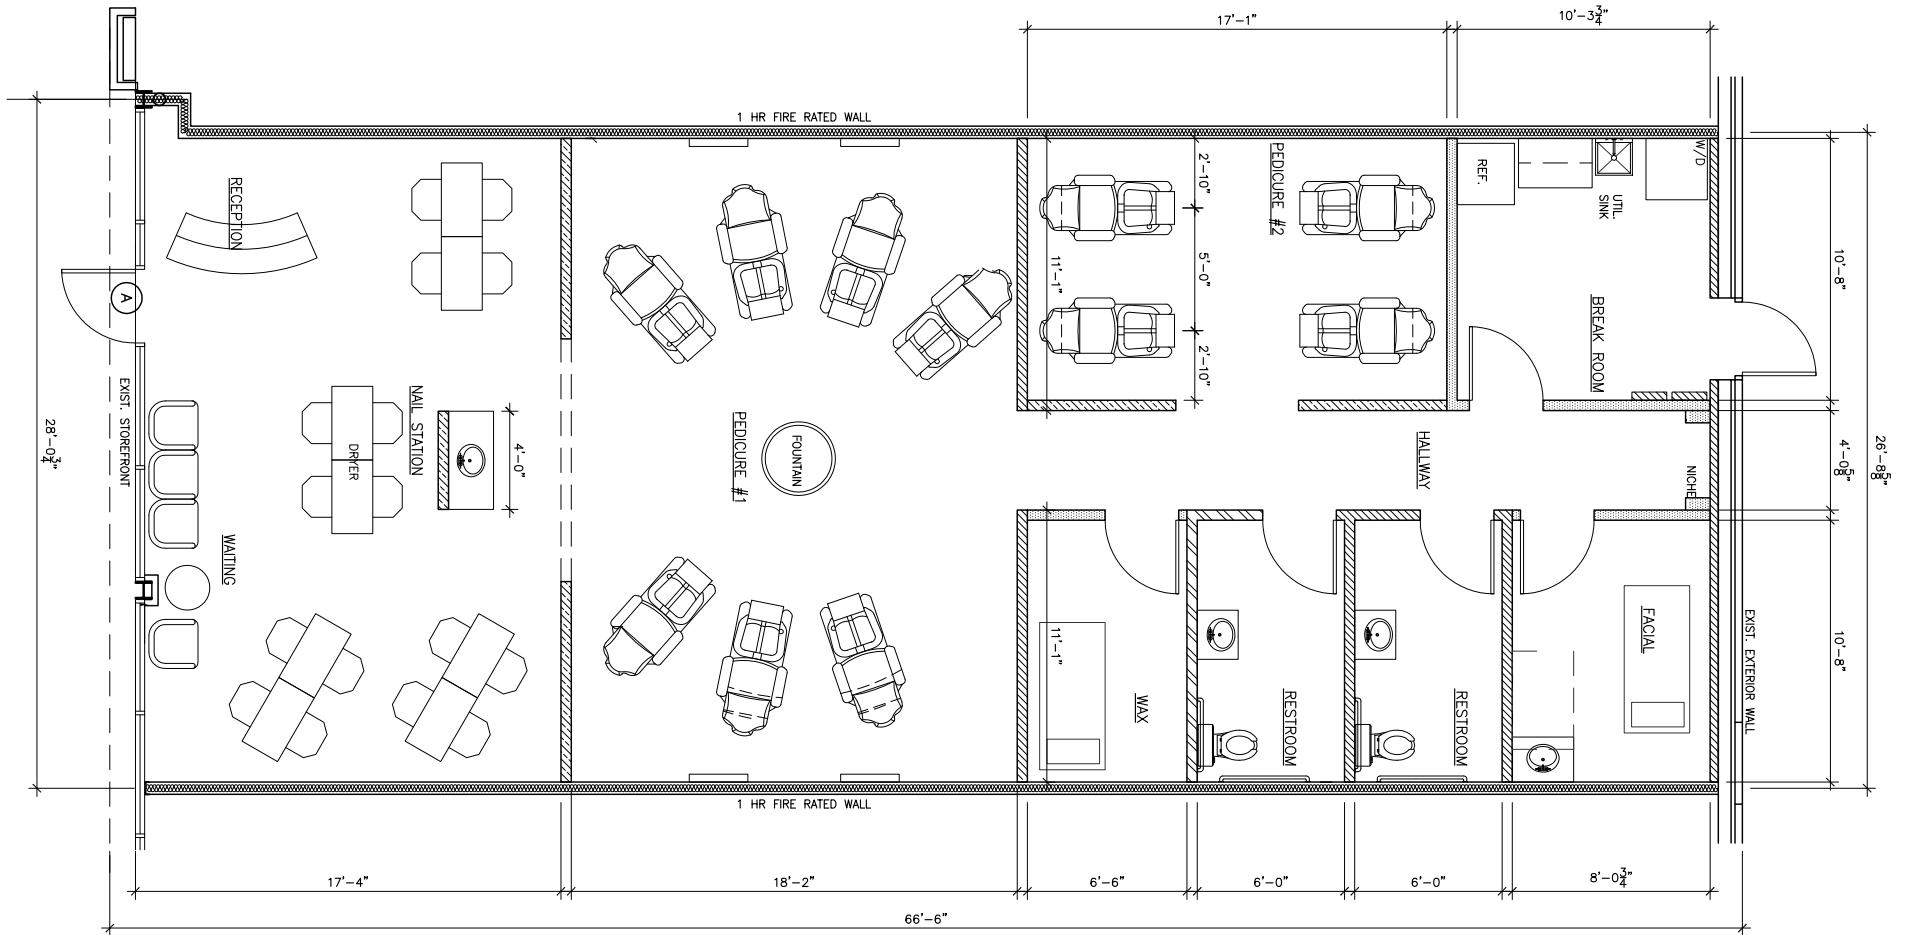 17'-1"
10'-3 3/4"
1 HR FIRE RATED WALL
W/D
REF.
UTIL.
SINK
PEDICURE #2
2'-10"
5'-0"
2'-10"
11'-1"
RECEPTION
A
BREAK ROOM
10'-8"
4'-0 5/8"
26'-8 5/8"
10'-8"
EXIST. STOREFRONT
28'-0 3/4"
NAIL STATION
DRYER
4'-0"
PEDICURE #1
FOUNTAIN
HALLWAY
NICHE
WAITING
11'-1"
WAX
RESTROOM
RESTROOM
FACIAL
EXIST. EXTERIOR WALL
1 HR FIRE RATED WALL
17'-4"
18'-2"
6'-6"
6'-0"
6'-0"
8'-0 3/4"
66'-6"